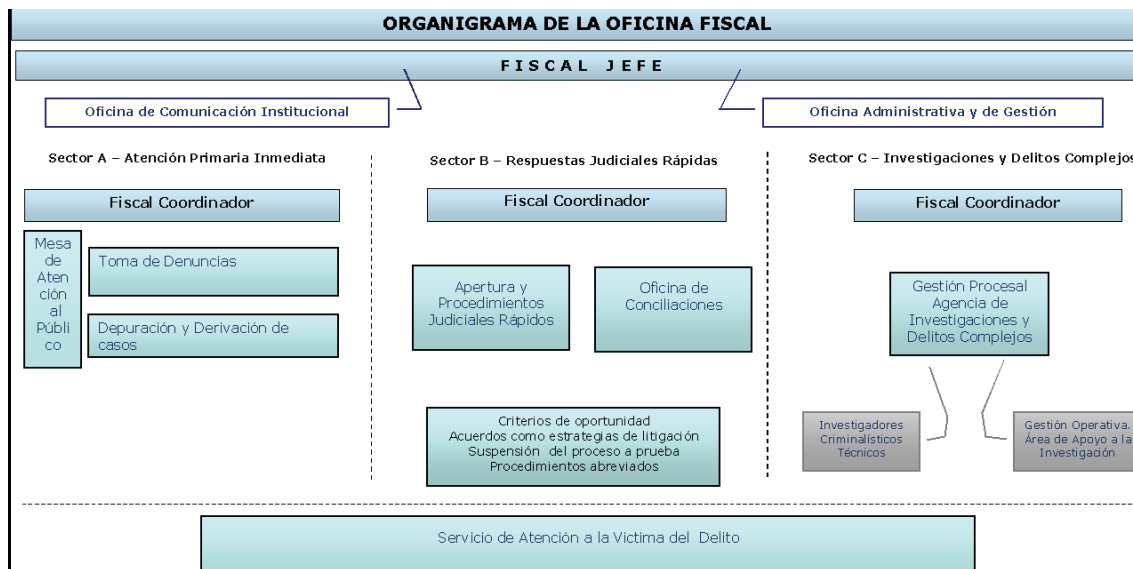 ORGANIGRAMA DE LA OFICINA FISCAL
FISCAL JEFE
Oficina de Comunicación Institucional
Oficina Administrativa y de Gestión
Sector A – Atención Primaria Inmediata
Fiscal Coordinador
Mesa
de
Aten
ción
al
Públi
co
Toma de Denuncias
Depuración y Derivación de
casos
Sector B – Respuestas Judiciales Rápidas
Fiscal Coordinador
Apertura y
Procedimientos
Judiciales Rápidos
Oficina de
Conciliaciones
Criterios de oportunidad
Acuerdos como estrategias de litigación
Suspensión del proceso a prueba
Procedimientos abreviados
Sector C – Investigaciones y Delitos Complejos
Fiscal Coordinador
Gestión Procesal
Agencia de
Investigaciones y
Delitos Complejos
Investigadores
Criminalísticos
Técnicos
Gestión Operativa.
Área de Apoyo a la
Investigación
Servicio de Atención a la Victima del Delito